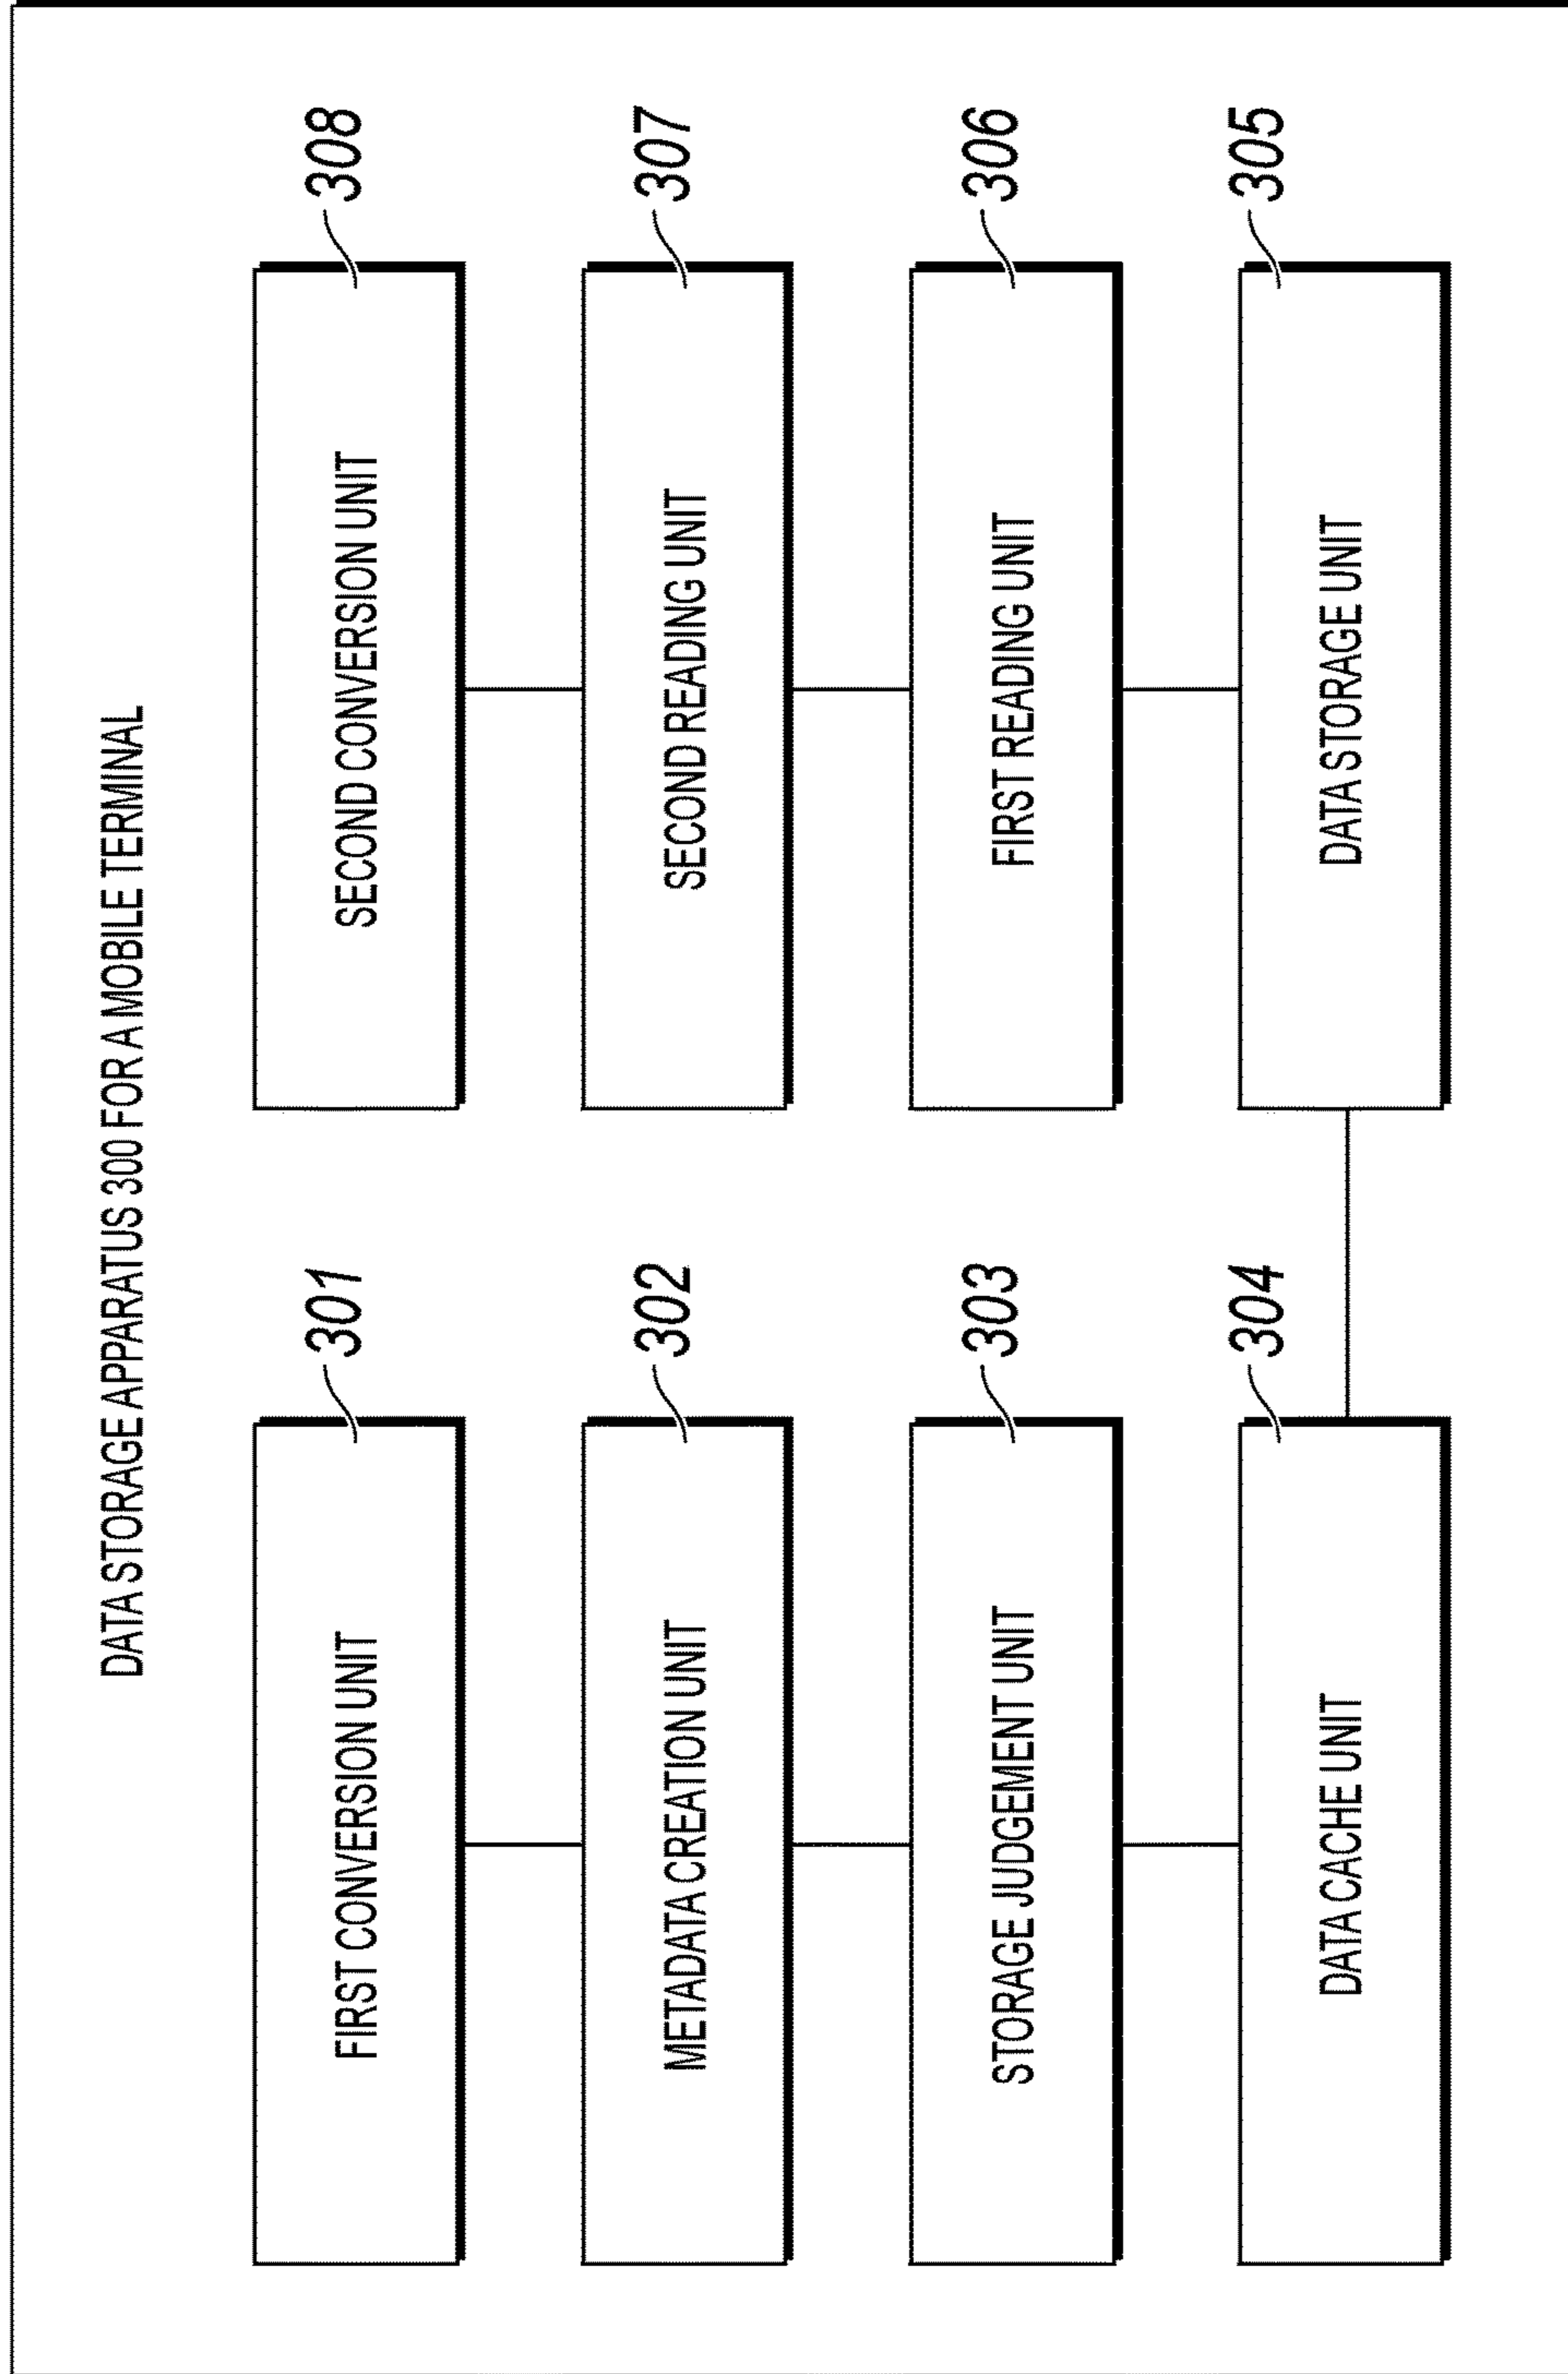 DATA STORAGE APPARATUS 300 FOR A MOBILE TERMINAL
301
FIRST CONVERSION UNIT
302
METADATA CREATION UNIT
303
STORAGE JUDGEMENT UNIT
304
DATA CACHE UNIT
308
SECOND CONVERSION UNIT
307
SECOND READING UNIT
306
FIRST READING UNIT
305
DATA STORAGE UNIT